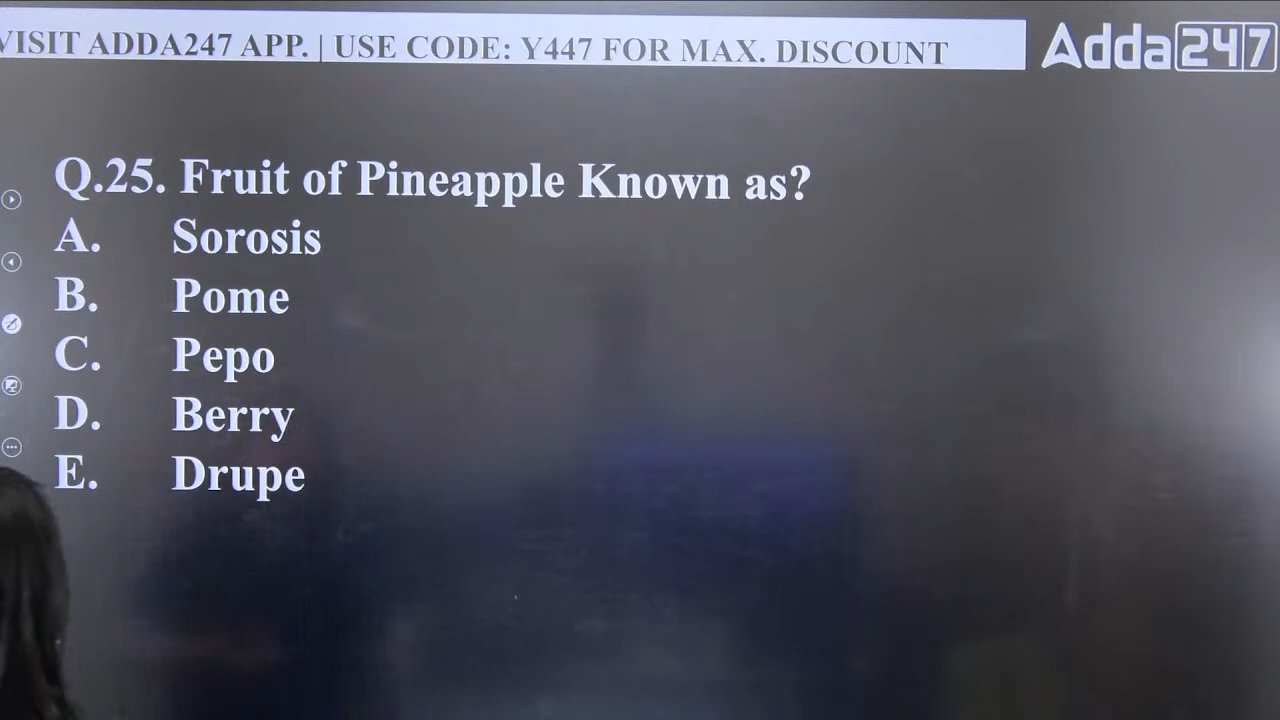 VISIT ADDA247 APP. | USE CODE: Y447 FOR MAX. DISCOUNT
Adda247
Q.25. Fruit of Pineapple Known as?
A. Sorosis
B. Pome
C. Pepo
D. Berry
E. Drupe